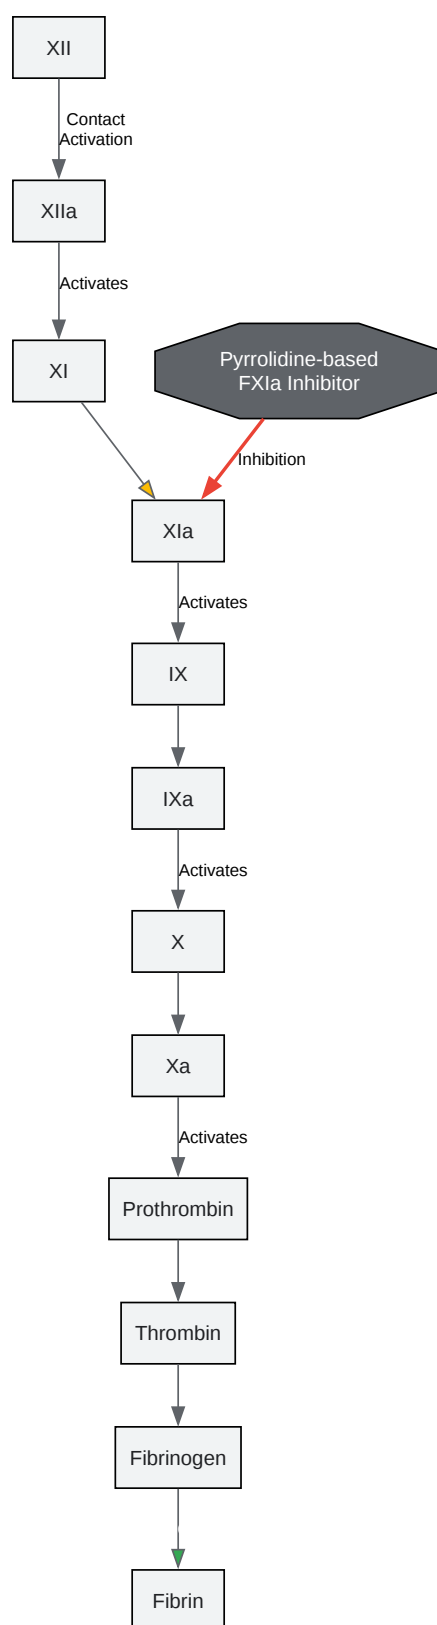 XII
Contact
Activation
XIIa
Activates
XI
Pyrrolidine-based
FXIa Inhibitor
Inhibition
XIa
Activates
IX
IXa
Activates
X
Xa
Activates
Prothrombin
Thrombin
Fibrinogen
Fibrin